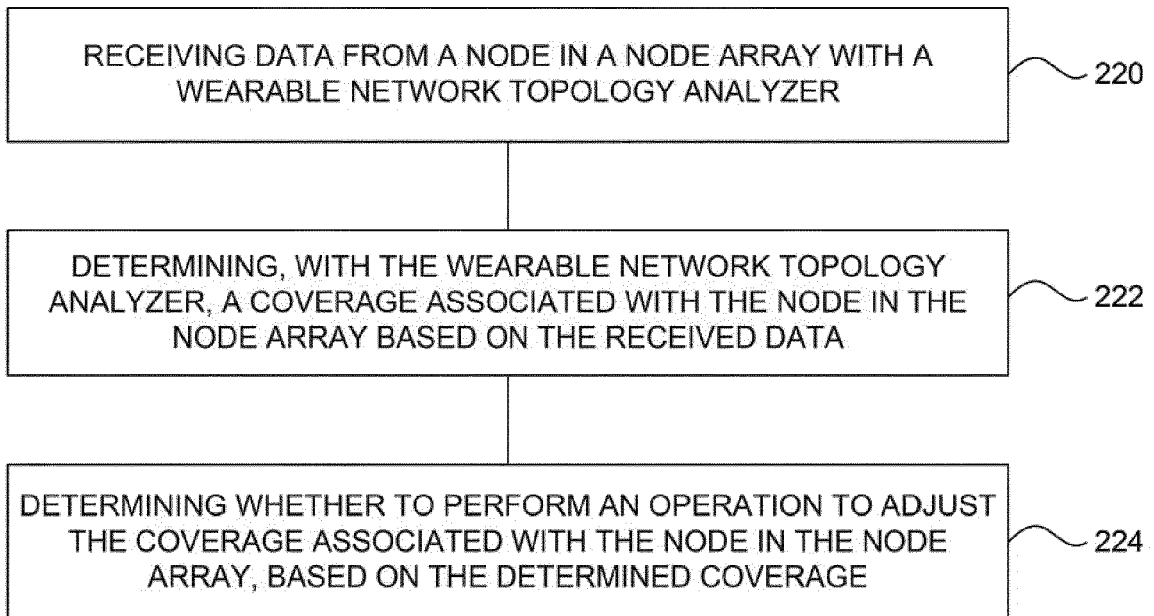 RECEIVING DATA FROM A NODE IN A NODE ARRAY WITH A
WEARABLE NETWORK TOPOLOGY ANALYZER
220
DETERMINING, WITH THE WEARABLE NETWORK TOPOLOGY
ANALYZER, A COVERAGE ASSOCIATED WITH THE NODE IN THE
NODE ARRAY BASED ON THE RECEIVED DATA
222
DETERMINING WHETHER TO PERFORM AN OPERATION TO ADJUST
THE COVERAGE ASSOCIATED WITH THE NODE IN THE NODE
ARRAY, BASED ON THE DETERMINED COVERAGE
224